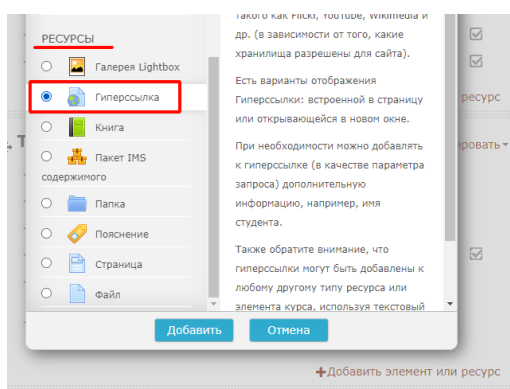 РЕСУРСЫ
Галерея Lightbox
Гиперссылка
Книга
Пакет IMS
содержимого
Папка
Пояснение
Страница
Файл
такого как Flickr, YouTube, Wikimedia и
др. (в зависимости от того, какие
хранилища разрешены для сайта).
Есть варианты отображения
Гиперссылки: встроенной в страницу
или открывающейся в новом окне.
При необходимости можно добавлять
к гиперссылке (в качестве параметра
запроса) дополнительную
информацию, например, имя
студента.
Также обратите внимание, что
гиперссылки могут быть добавлены к
любому другому типу ресурса или
элемента курса, используя текстовый
Добавить
Отмена
ресурс
Добавить элемент или ресурс